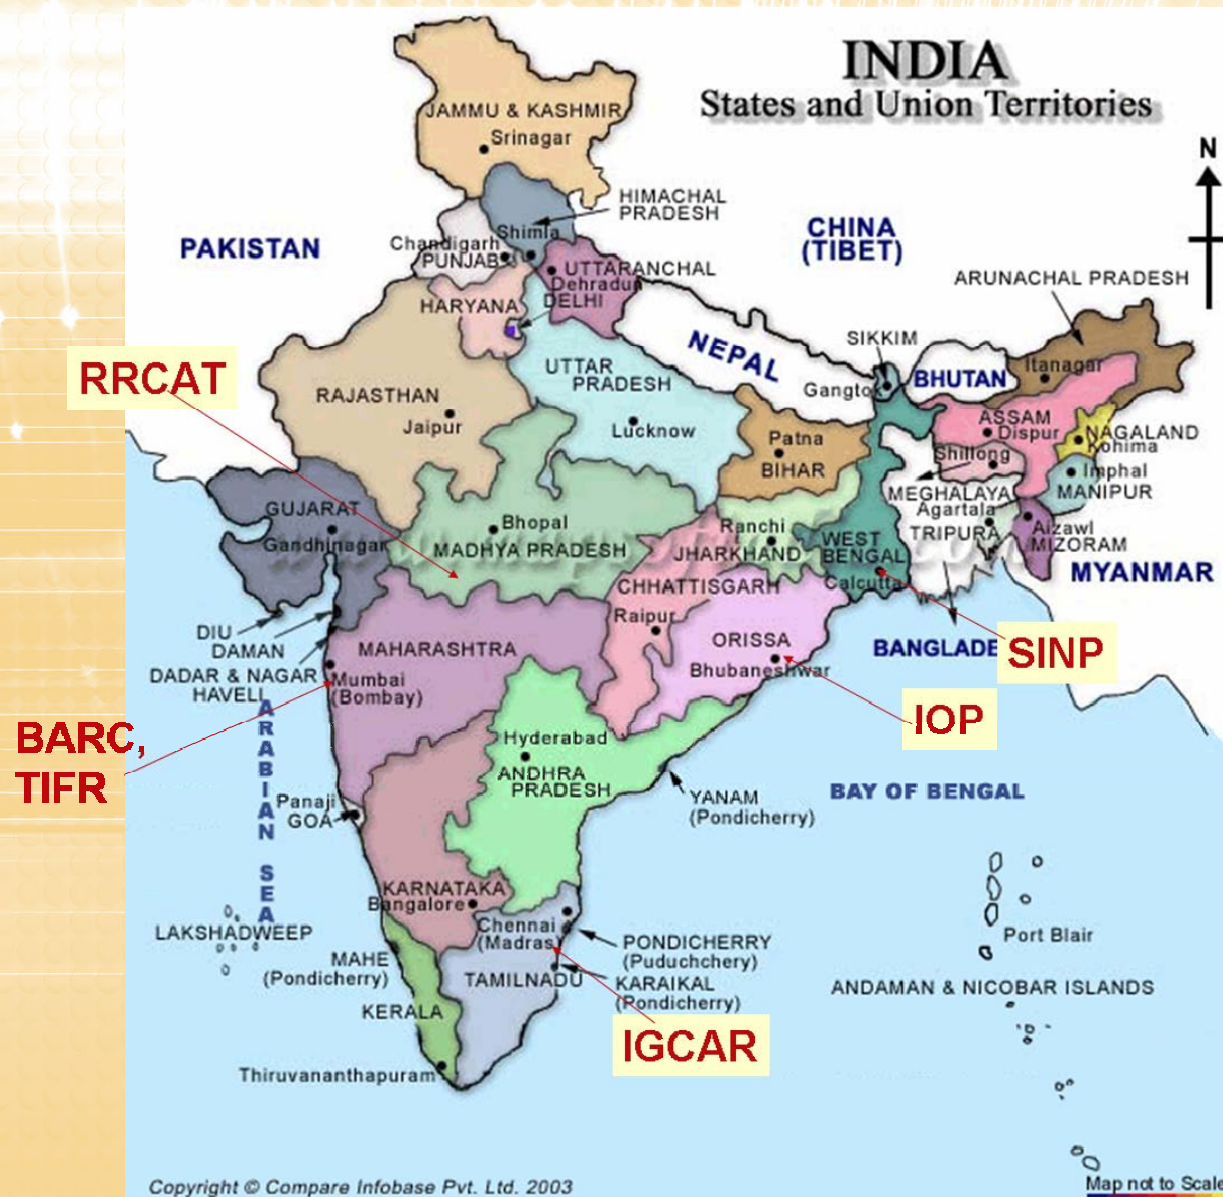 INDIA
States and Union Territories
N
JAMMU & KASHMIR
Srinagar
HIMACHAL
PRADESH
PAKISTAN
CHINA
(TIBET)
Shimla
Chandigarh
PUNJAB
UTTARANCHAL
Dehradun
DELHI
HARYANA
ARUNACHAL PRADESH
SIKKIM
NEPAL
Gangtok
BHUTAN
Itanagar
RRCAT
UTTAR
PRADESH
RAJASTHAN
Jaipur
Lucknow
Patna
BIHAR
ASSAM
Dispur
NAGALAND
Kohima
Shillong
Imphal
MANIPUR
MEGHALAYA
Agartala
TRIPURA
Aizawl
MIZORAM
GUJARAT
Gandhinagar
Bhopal
MADHYA PRADESH
Ranchi
JHARKHAND
WEST
BENGAL
Calcutta
MYANMAR
CHHATTISGARH
Raipur
DIU
DAMAN
DADAR & NAGAR
HAVELL
MAHARASHTRA
ORISSA
Bhubaneshwar
BANGLADE
SINP
Mumbai
(Bombay)
BARC,
TIFR
IOP
ARABIAN SEA
Hyderabad
ANDHRA
PRADESH
YANAM
(Pondicherry)
BAY OF BENGAL
Panaji
GOA
KARNATAKA
Bangalore
LAKSHADWEEP
Chennai
(Madras)
PONDICHERRY
(Puduchchery)
Port Blair
MAHE
(Pondicherry)
TAMILNADU
KARAIKAL
(Pondicherry)
ANDAMAN & NICOBAR ISLANDS
KERALA
IGCAR
Thiruvananthapuram
Copyright © Compare Infobase Pvt. Ltd. 2003
Map not to Scale